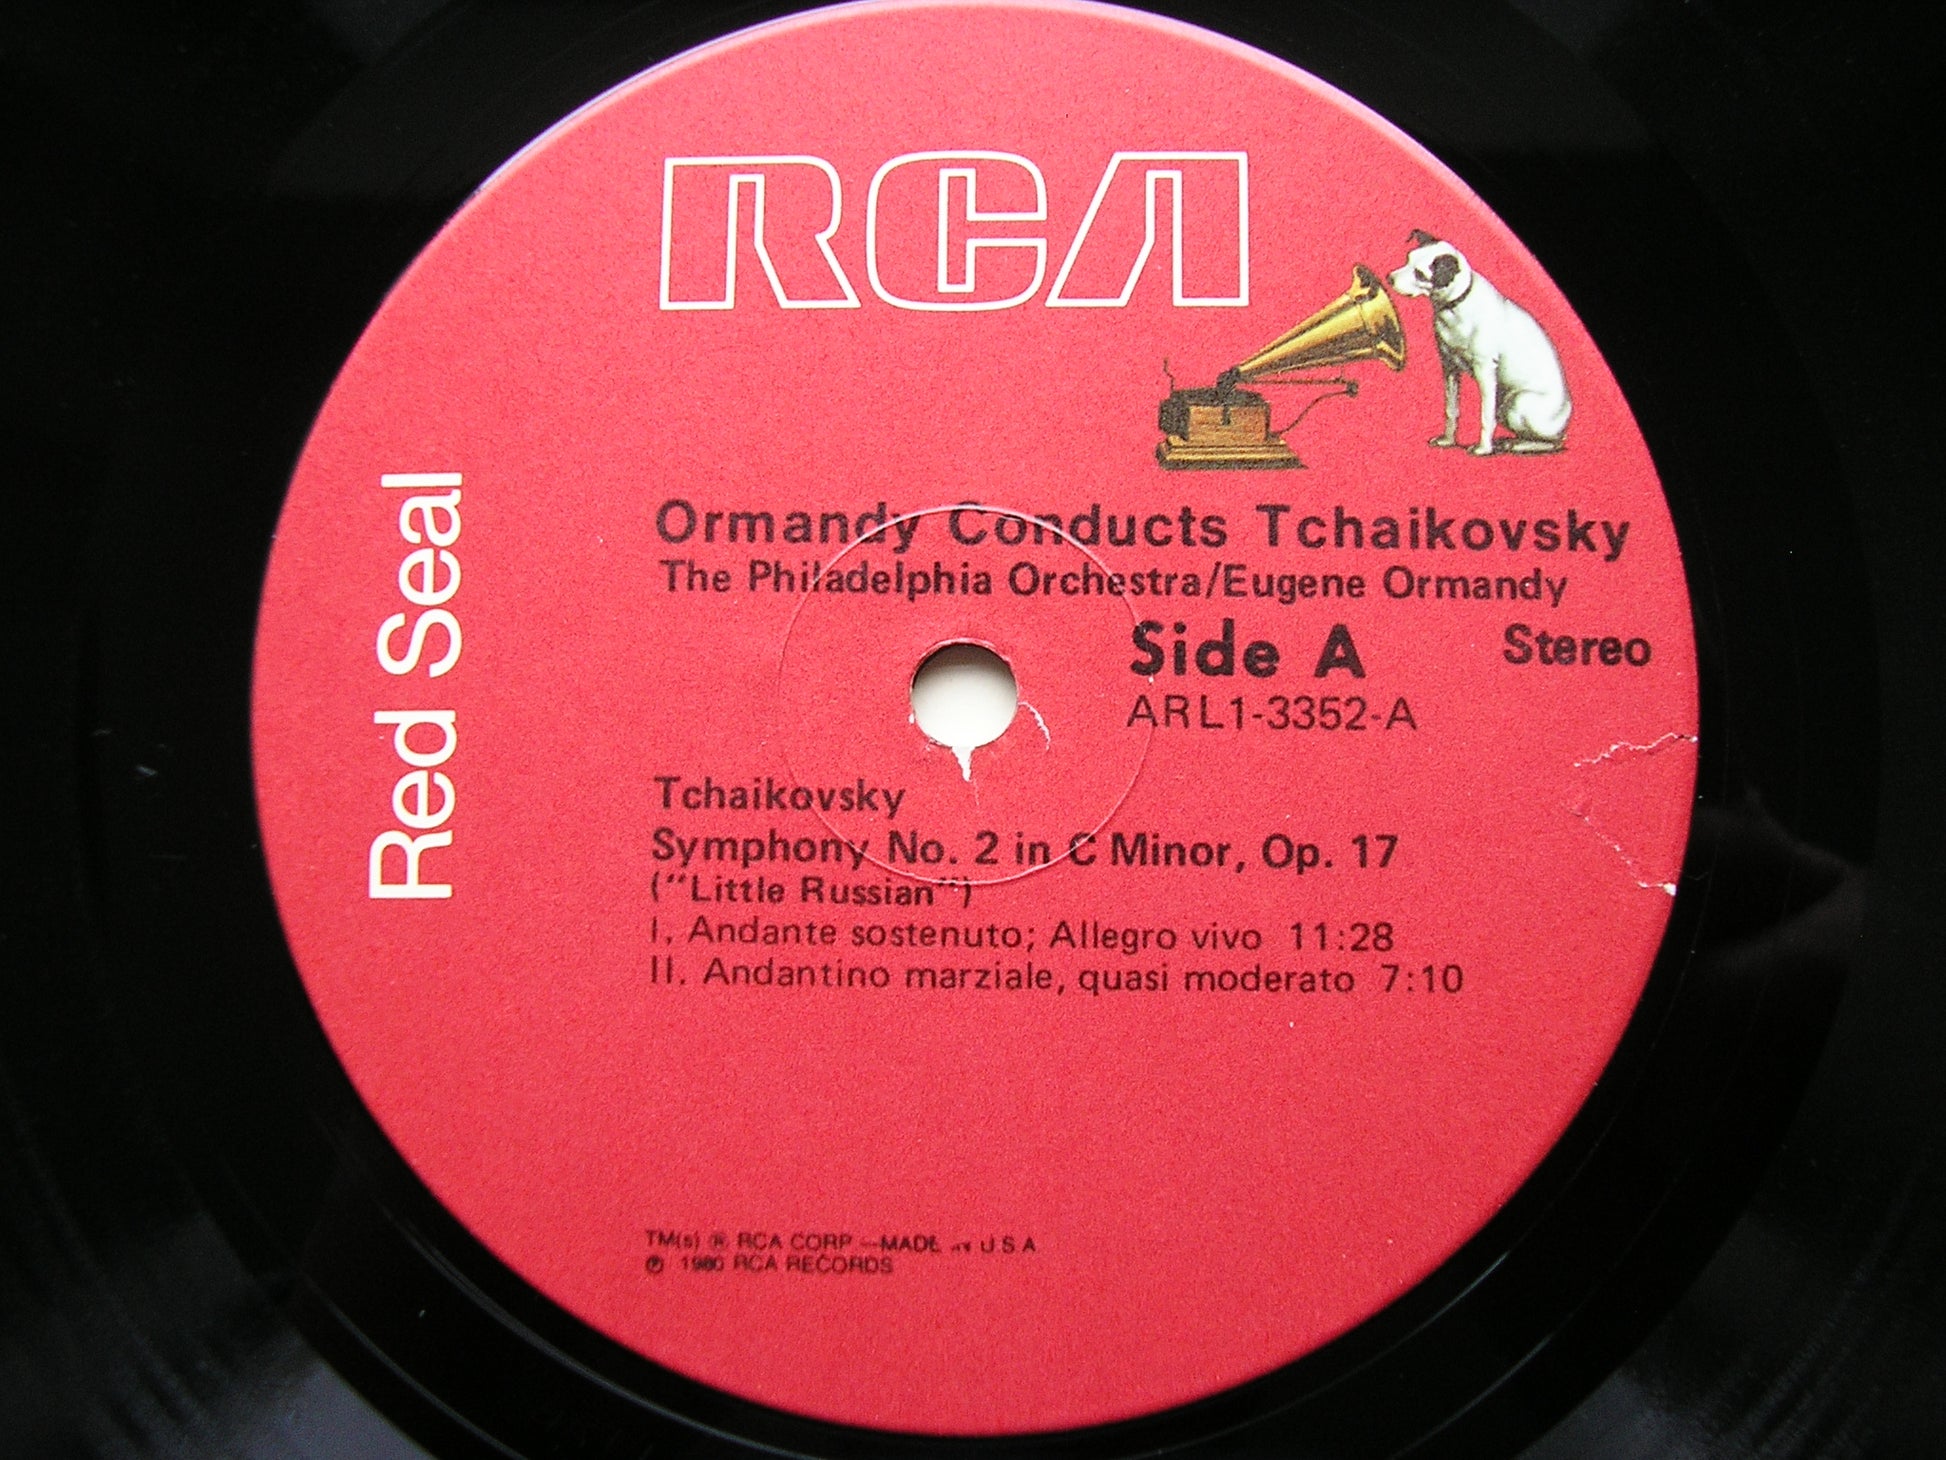 RCA
Red Seal
Ormandy Conducts Tchaikovsky
The Philadelphia Orchestra/Eugene Ormandy
Side A Stereo
ARL1-3352-A
Tchaikovsky
Symphony No. 2 in C Minor, Op. 17
("Little Russian")
I. Andante sostenuto; Allegro vivo 11:28
II. Andantino marziale, quasi moderato 7:10
TM(s) ® RCA CORP.—MADE IN U.S.A
℗ 1980 RCA RECORDS